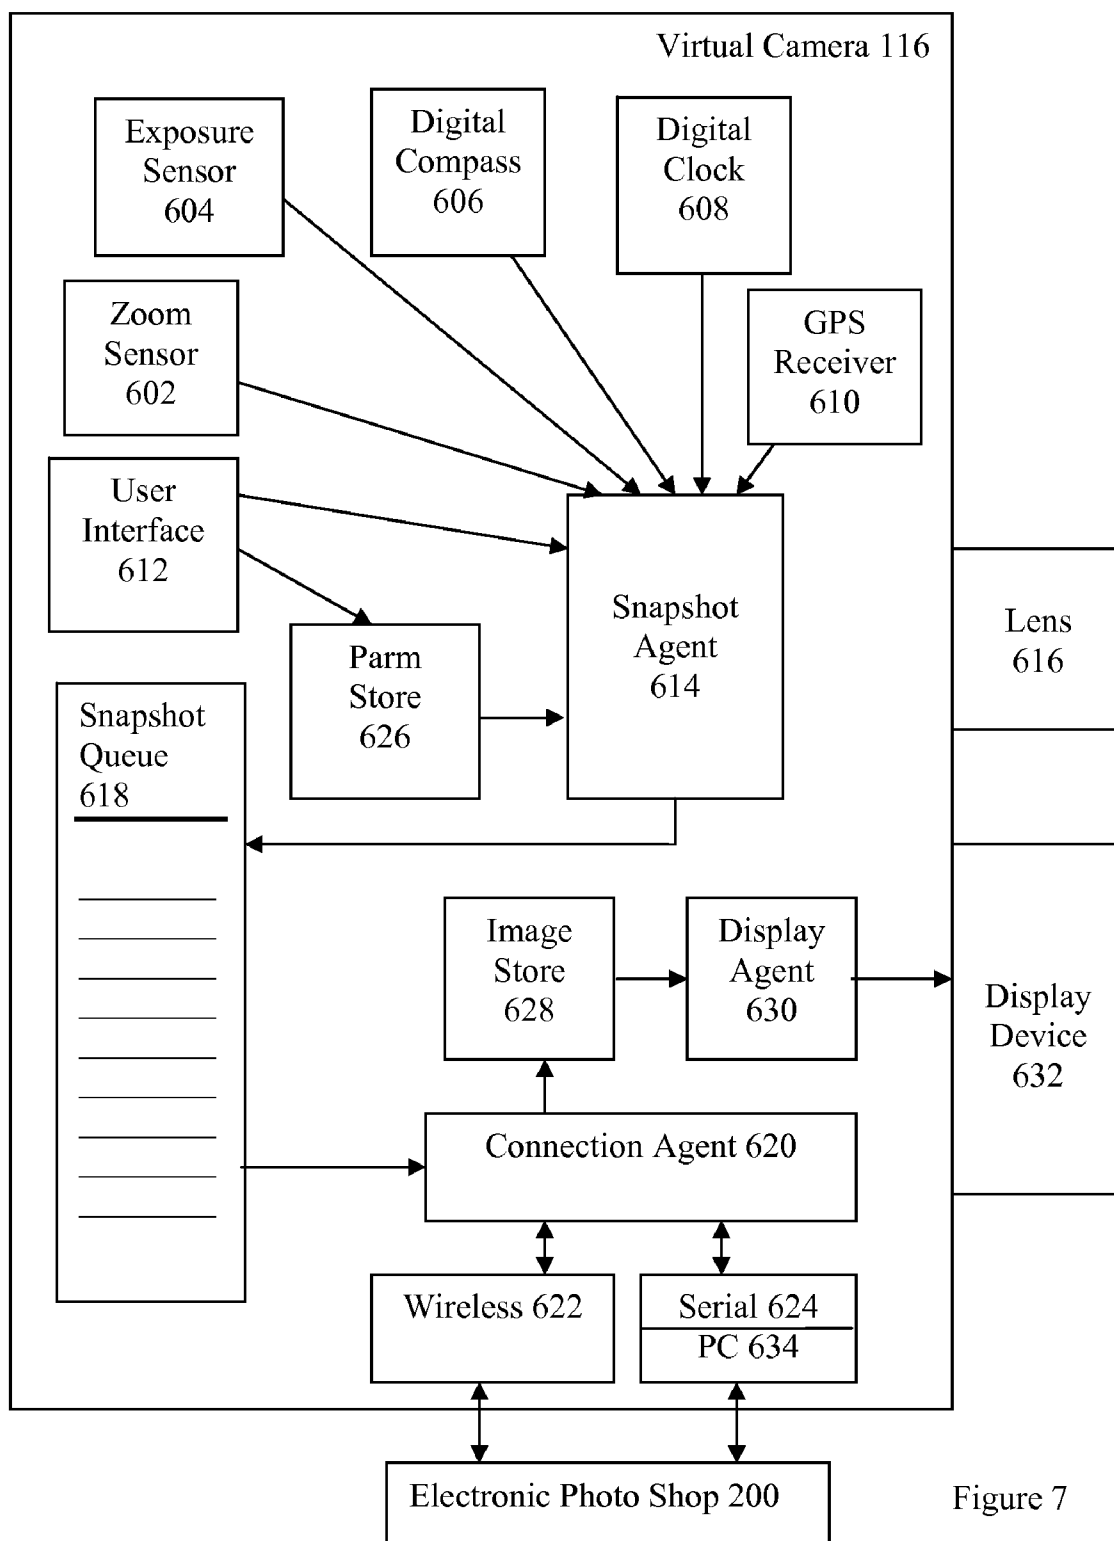 Virtual Camera 116
Exposure
Sensor
604
Digital
Compass
606
Digital
Clock
608
Zoom
Sensor
602
GPS
Receiver
610
User
Interface
612
Snapshot
Agent
614
Lens
616
Parm
Store
626
Snapshot
Queue
618
Image
Store
628
Display
Agent
630
Display
Device
632
Connection Agent 620
Wireless 622
Serial 624
PC 634
Electronic Photo Shop 200
Figure 7